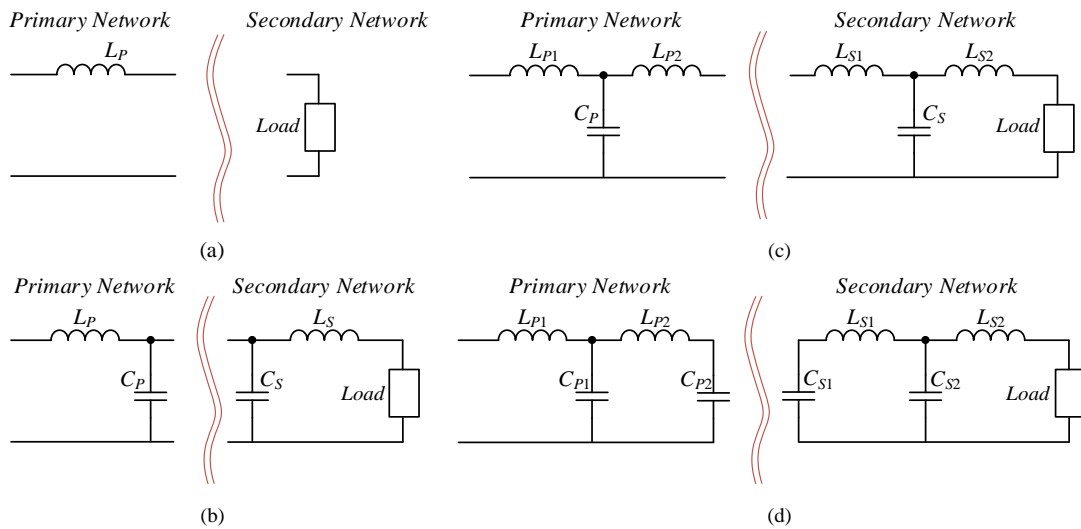 Primary Network
Secondary Network
L_P
Load
(a)
Primary Network
Secondary Network
L_P1
L_P2
C_P
L_S1
L_S2
C_S
Load
(c)
Primary Network
Secondary Network
L_P
C_P
L_S
C_S
Load
(b)
Primary Network
Secondary Network
L_P1
L_P2
C_P1
C_P2
L_S1
L_S2
C_S1
C_S2
Load
(d)